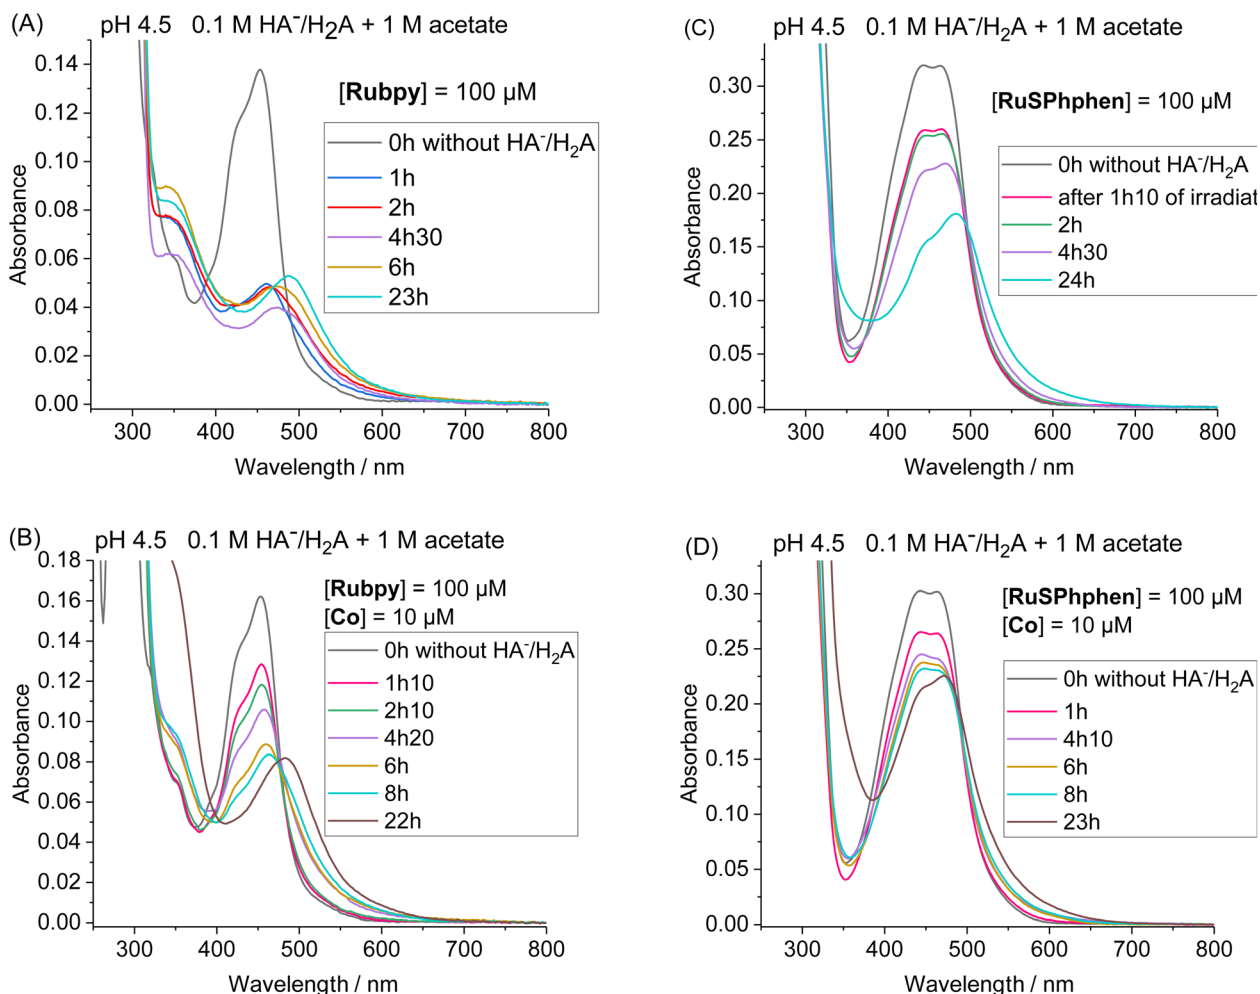 (A)
pH 4.5 0.1 M HA⁻/H₂A + 1 M acetate
[Rubpy] = 100 µM
0h without HA⁻/H₂A
1h
2h
4h30
6h
23h
Absorbance
0.14
0.12
0.10
0.08
0.06
0.04
0.02
0.00
300 400 500 600 700 800
Wavelength / nm
(C)
pH 4.5 0.1 M HA⁻/H₂A + 1 M acetate
[RuSPhphen] = 100 µM
0h without HA⁻/H₂A
after 1h10 of irradiat
2h
4h30
24h
Absorbance
0.30
0.25
0.20
0.15
0.10
0.05
0.00
300 400 500 600 700 800
Wavelength / nm
(B)
pH 4.5 0.1 M HA⁻/H₂A + 1 M acetate
[Rubpy] = 100 µM
[Co] = 10 µM
0h without HA⁻/H₂A
1h10
2h10
4h20
6h
8h
22h
Absorbance
0.18
0.16
0.14
0.12
0.10
0.08
0.06
0.04
0.02
0.00
300 400 500 600 700 800
Wavelength / nm
(D)
pH 4.5 0.1 M HA⁻/H₂A + 1 M acetate
[RuSPhphen] = 100 µM
[Co] = 10 µM
0h without HA⁻/H₂A
1h
4h10
6h
8h
23h
Absorbance
0.30
0.25
0.20
0.15
0.10
0.05
0.00
300 400 500 600 700 800
Wavelength / nm